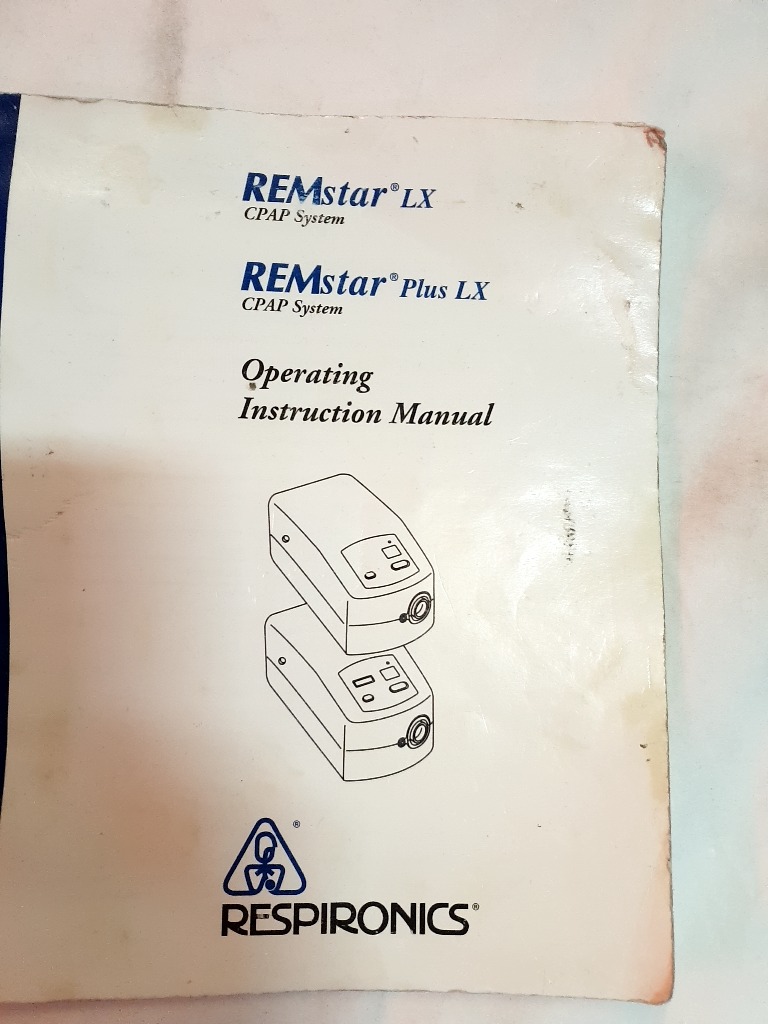 REMstar® LX
CPAP System
REMstar® Plus LX
CPAP System
Operating
Instruction Manual
®
RESPIRONICS®